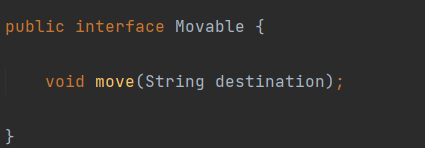 public interface Movable {
void move(String destination);
}